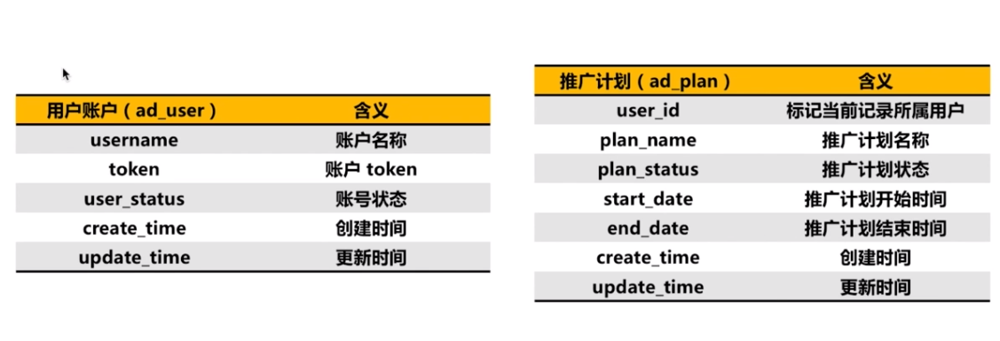 用户账户（ad_user） 含义
username 账户名称
token 账户 token
user_status 账号状态
create_time 创建时间
update_time 更新时间
推广计划（ad_plan） 含义
user_id 标记当前记录所属用户
plan_name 推广计划名称
plan_status 推广计划状态
start_date 推广计划开始时间
end_date 推广计划结束时间
create_time 创建时间
update_time 更新时间